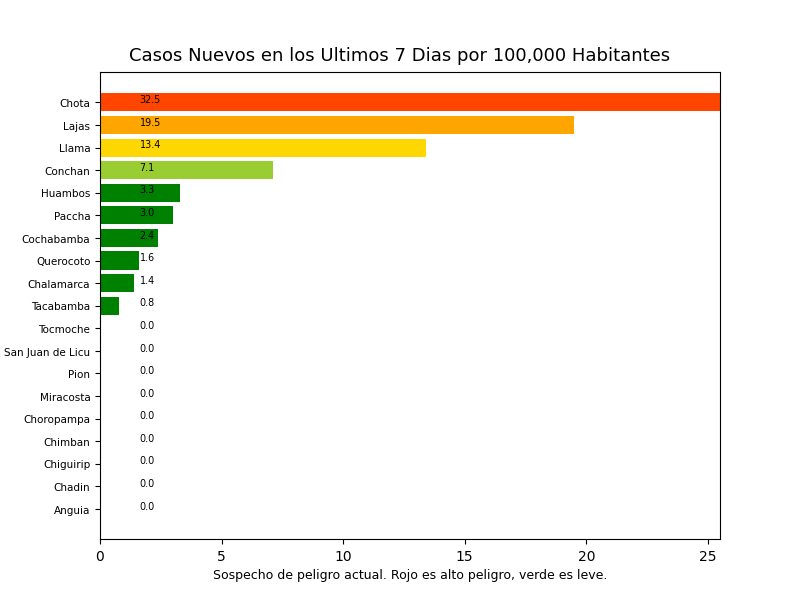 Casos Nuevos en los Ultimos 7 Dias por 100,000 Habitantes
Chota 32.5
Lajas 19.5
Llama 13.4
Conchan 7.1
Huambos 3.3
Paccha 3.0
Cochabamba 2.4
Querocoto 1.6
Chalamarca 1.4
Tacabamba 0.8
Tocmoche 0.0
San Juan de Licu 0.0
Pion 0.0
Miracosta 0.0
Choropampa 0.0
Chimban 0.0
Chiguirip 0.0
Chadin 0.0
Anguia 0.0
0 5 10 15 20 25
Sospecho de peligro actual. Rojo es alto peligro, verde es leve.